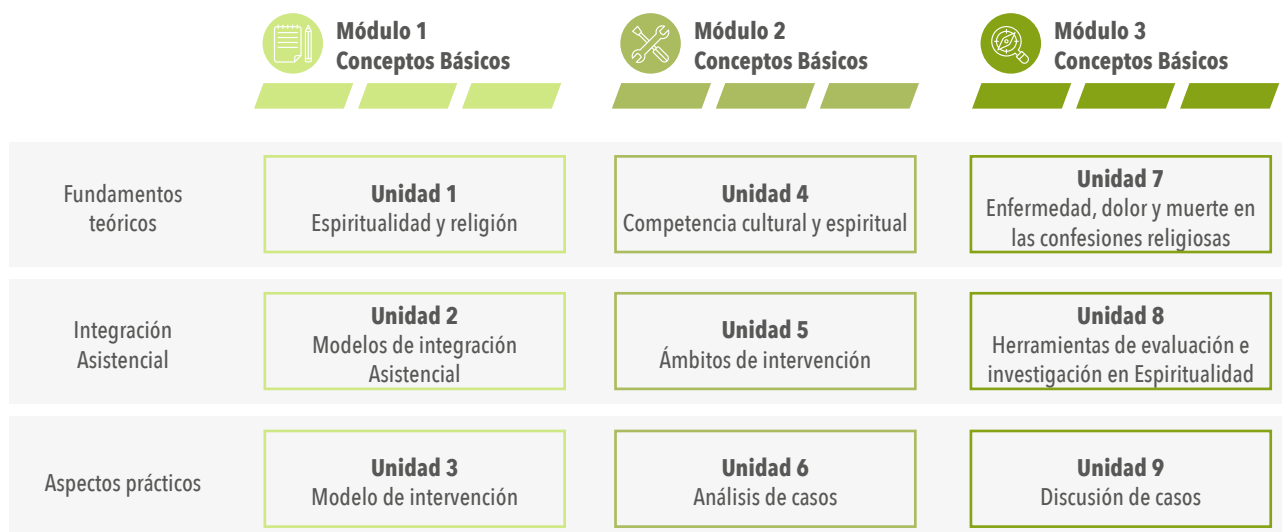 Módulo 1
Conceptos Básicos
Módulo 2
Conceptos Básicos
Módulo 3
Conceptos Básicos
Fundamentos
teóricos
Unidad 1
Espiritualidad y religión
Unidad 4
Competencia cultural y espiritual
Unidad 7
Enfermedad, dolor y muerte en
las confesiones religiosas
Integración
Asistencial
Unidad 2
Modelos de integración
Asistencial
Unidad 5
Ámbitos de intervención
Unidad 8
Herramientas de evaluación e
investigación en Espiritualidad
Aspectos prácticos
Unidad 3
Modelo de intervención
Unidad 6
Análisis de casos
Unidad 9
Discusión de casos